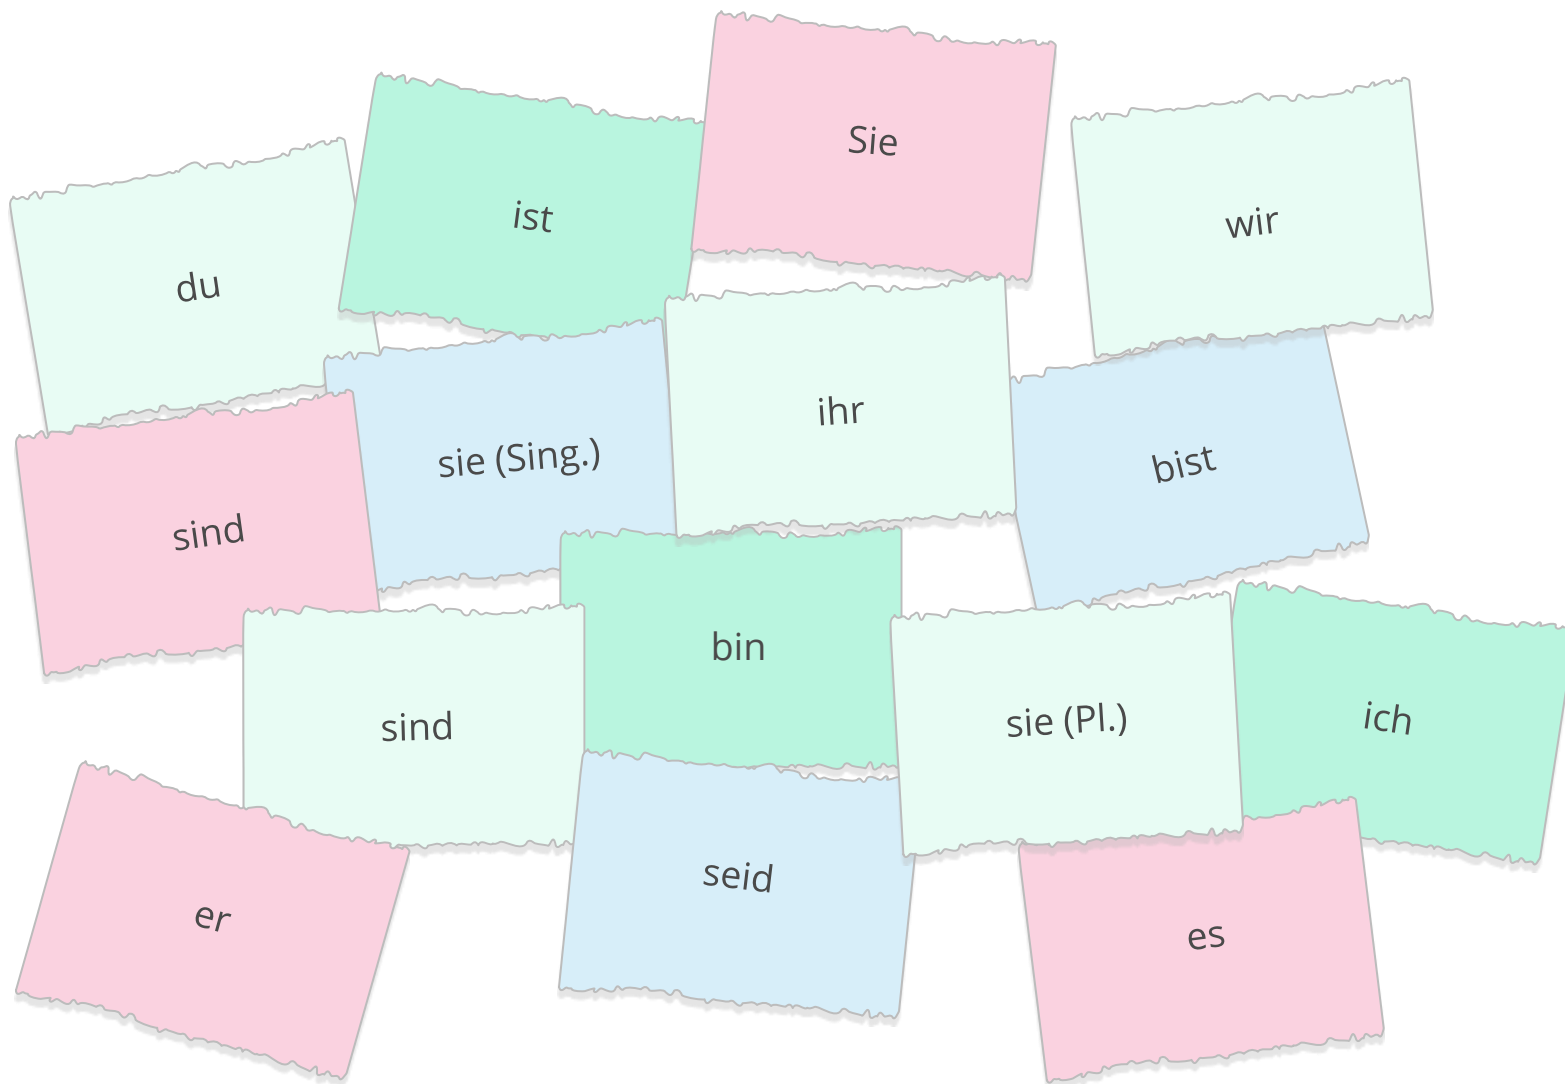 Sie
ist
wir
du
ihr
sie (Sing.)
bist
sind
bin
sie (Pl.)
ich
sind
seid
er
es